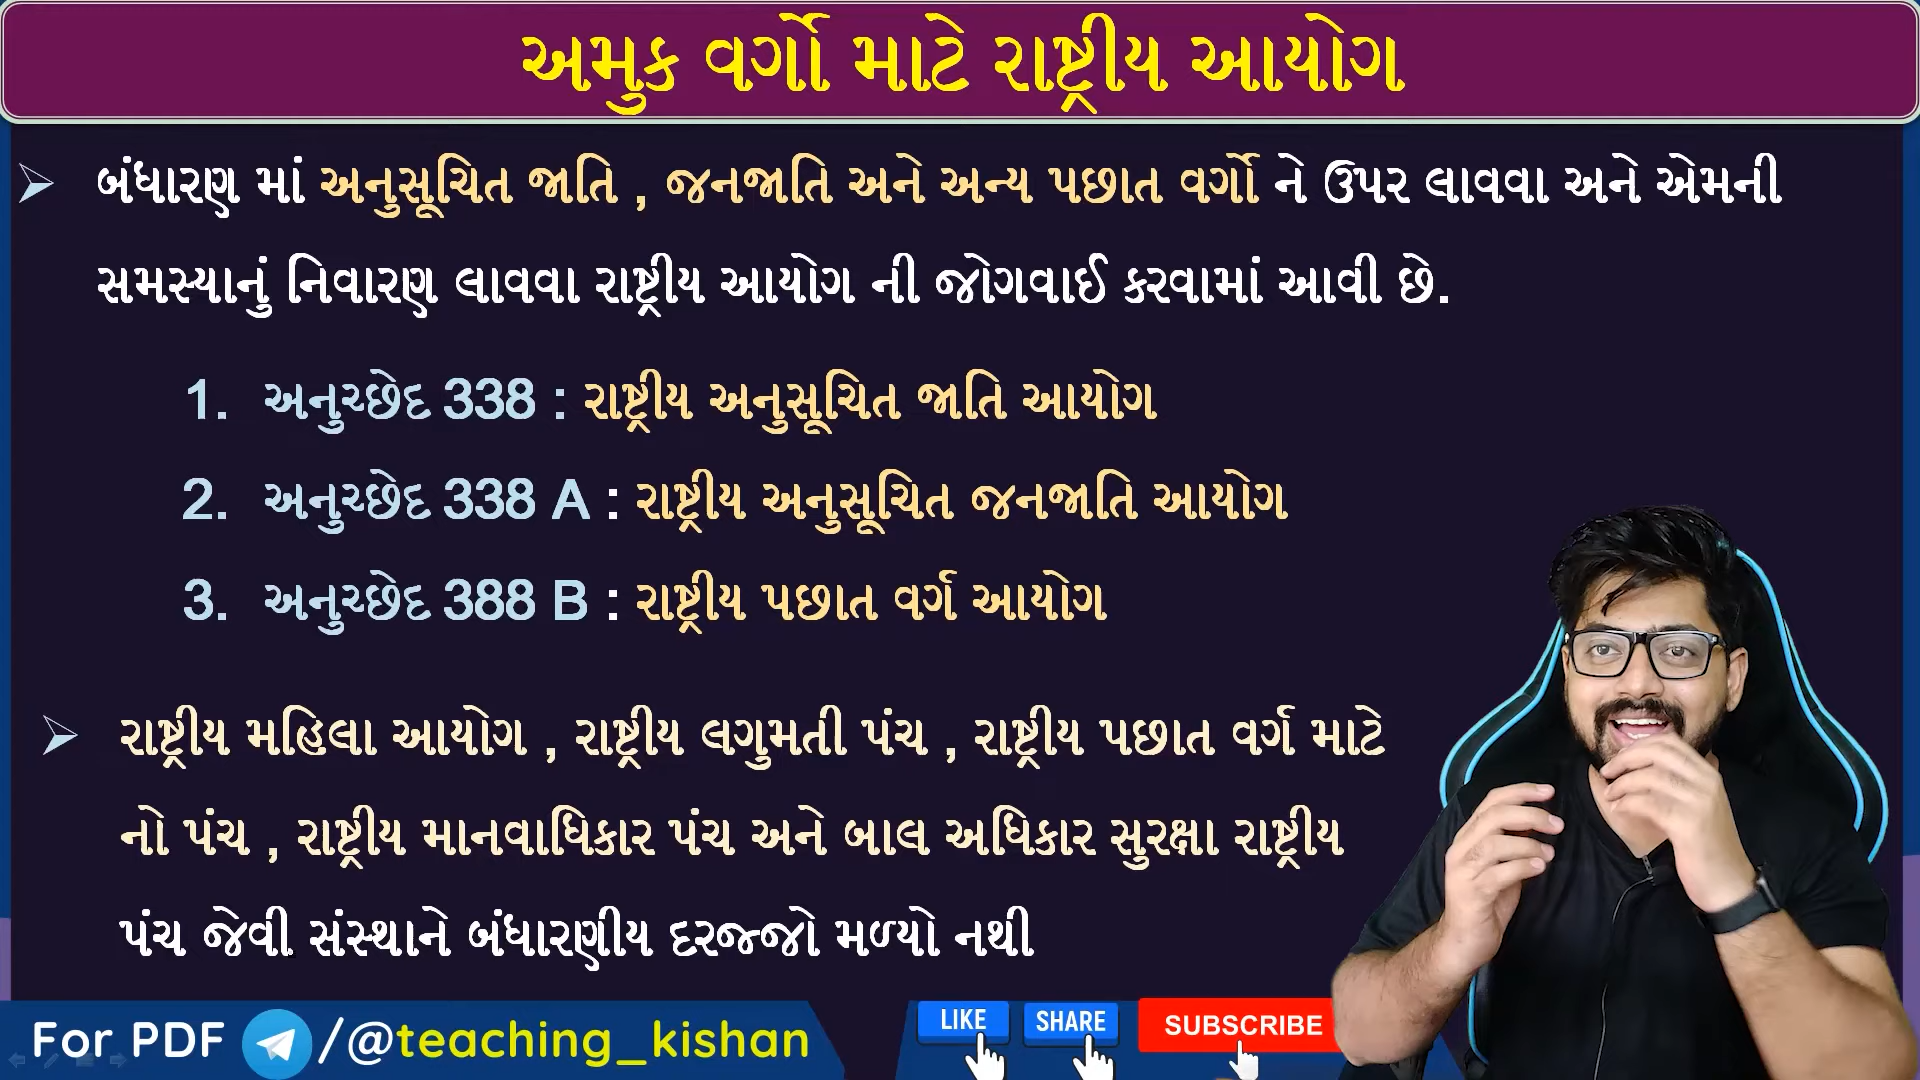 અમુક વર્ગો માટે રાષ્ટ્રીય આયોગ
બંધારણ માં અનુસૂચિત જાતિ , જનજાતિ અને અન્ય પછાત વર્ગો ને ઉપર લાવવા અને એમની
સમસ્યાનું નિવારણ લાવવા રાષ્ટ્રીય આયોગ ની જોગવાઈ કરવામાં આવી છે.
1. અનુચ્છેદ 338 : રાષ્ટ્રીય અનુસૂચિત જાતિ આયોગ
2. અનુચ્છેદ 338 A : રાષ્ટ્રીય અનુસૂચિત જનજાતિ આયોગ
3. અનુચ્છેદ 388 B : રાષ્ટ્રીય પછાત વર્ગ આયોગ
રાષ્ટ્રીય મહિલા આયોગ , રાષ્ટ્રીય લગુમતી પંચ , રાષ્ટ્રીય પછાત વર્ગ માટે
નો પંચ , રાષ્ટ્રીય માનવાધિકાર પંચ અને બાલ અધિકાર સુરક્ષા રાષ્ટ્રીય
પંચ જેવી સંસ્થાને બંધારણીય દરજ્જો મળ્યો નથી
For PDF /@teaching_kishan LIKE SHARE SUBSCRIBE